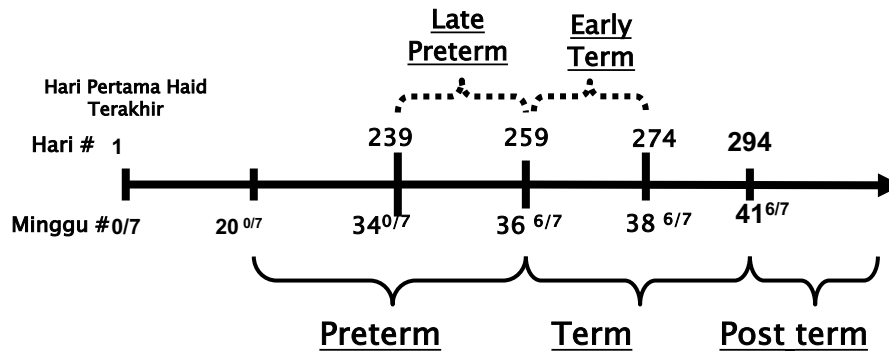 Late
Preterm
Early
Term
Hari Pertama Haid
Terakhir
Hari # 1 239 259 274 294
Minggu # 0/7 20 0/7 34 0/7 36 6/7 38 6/7 41 6/7
Preterm Term Post term